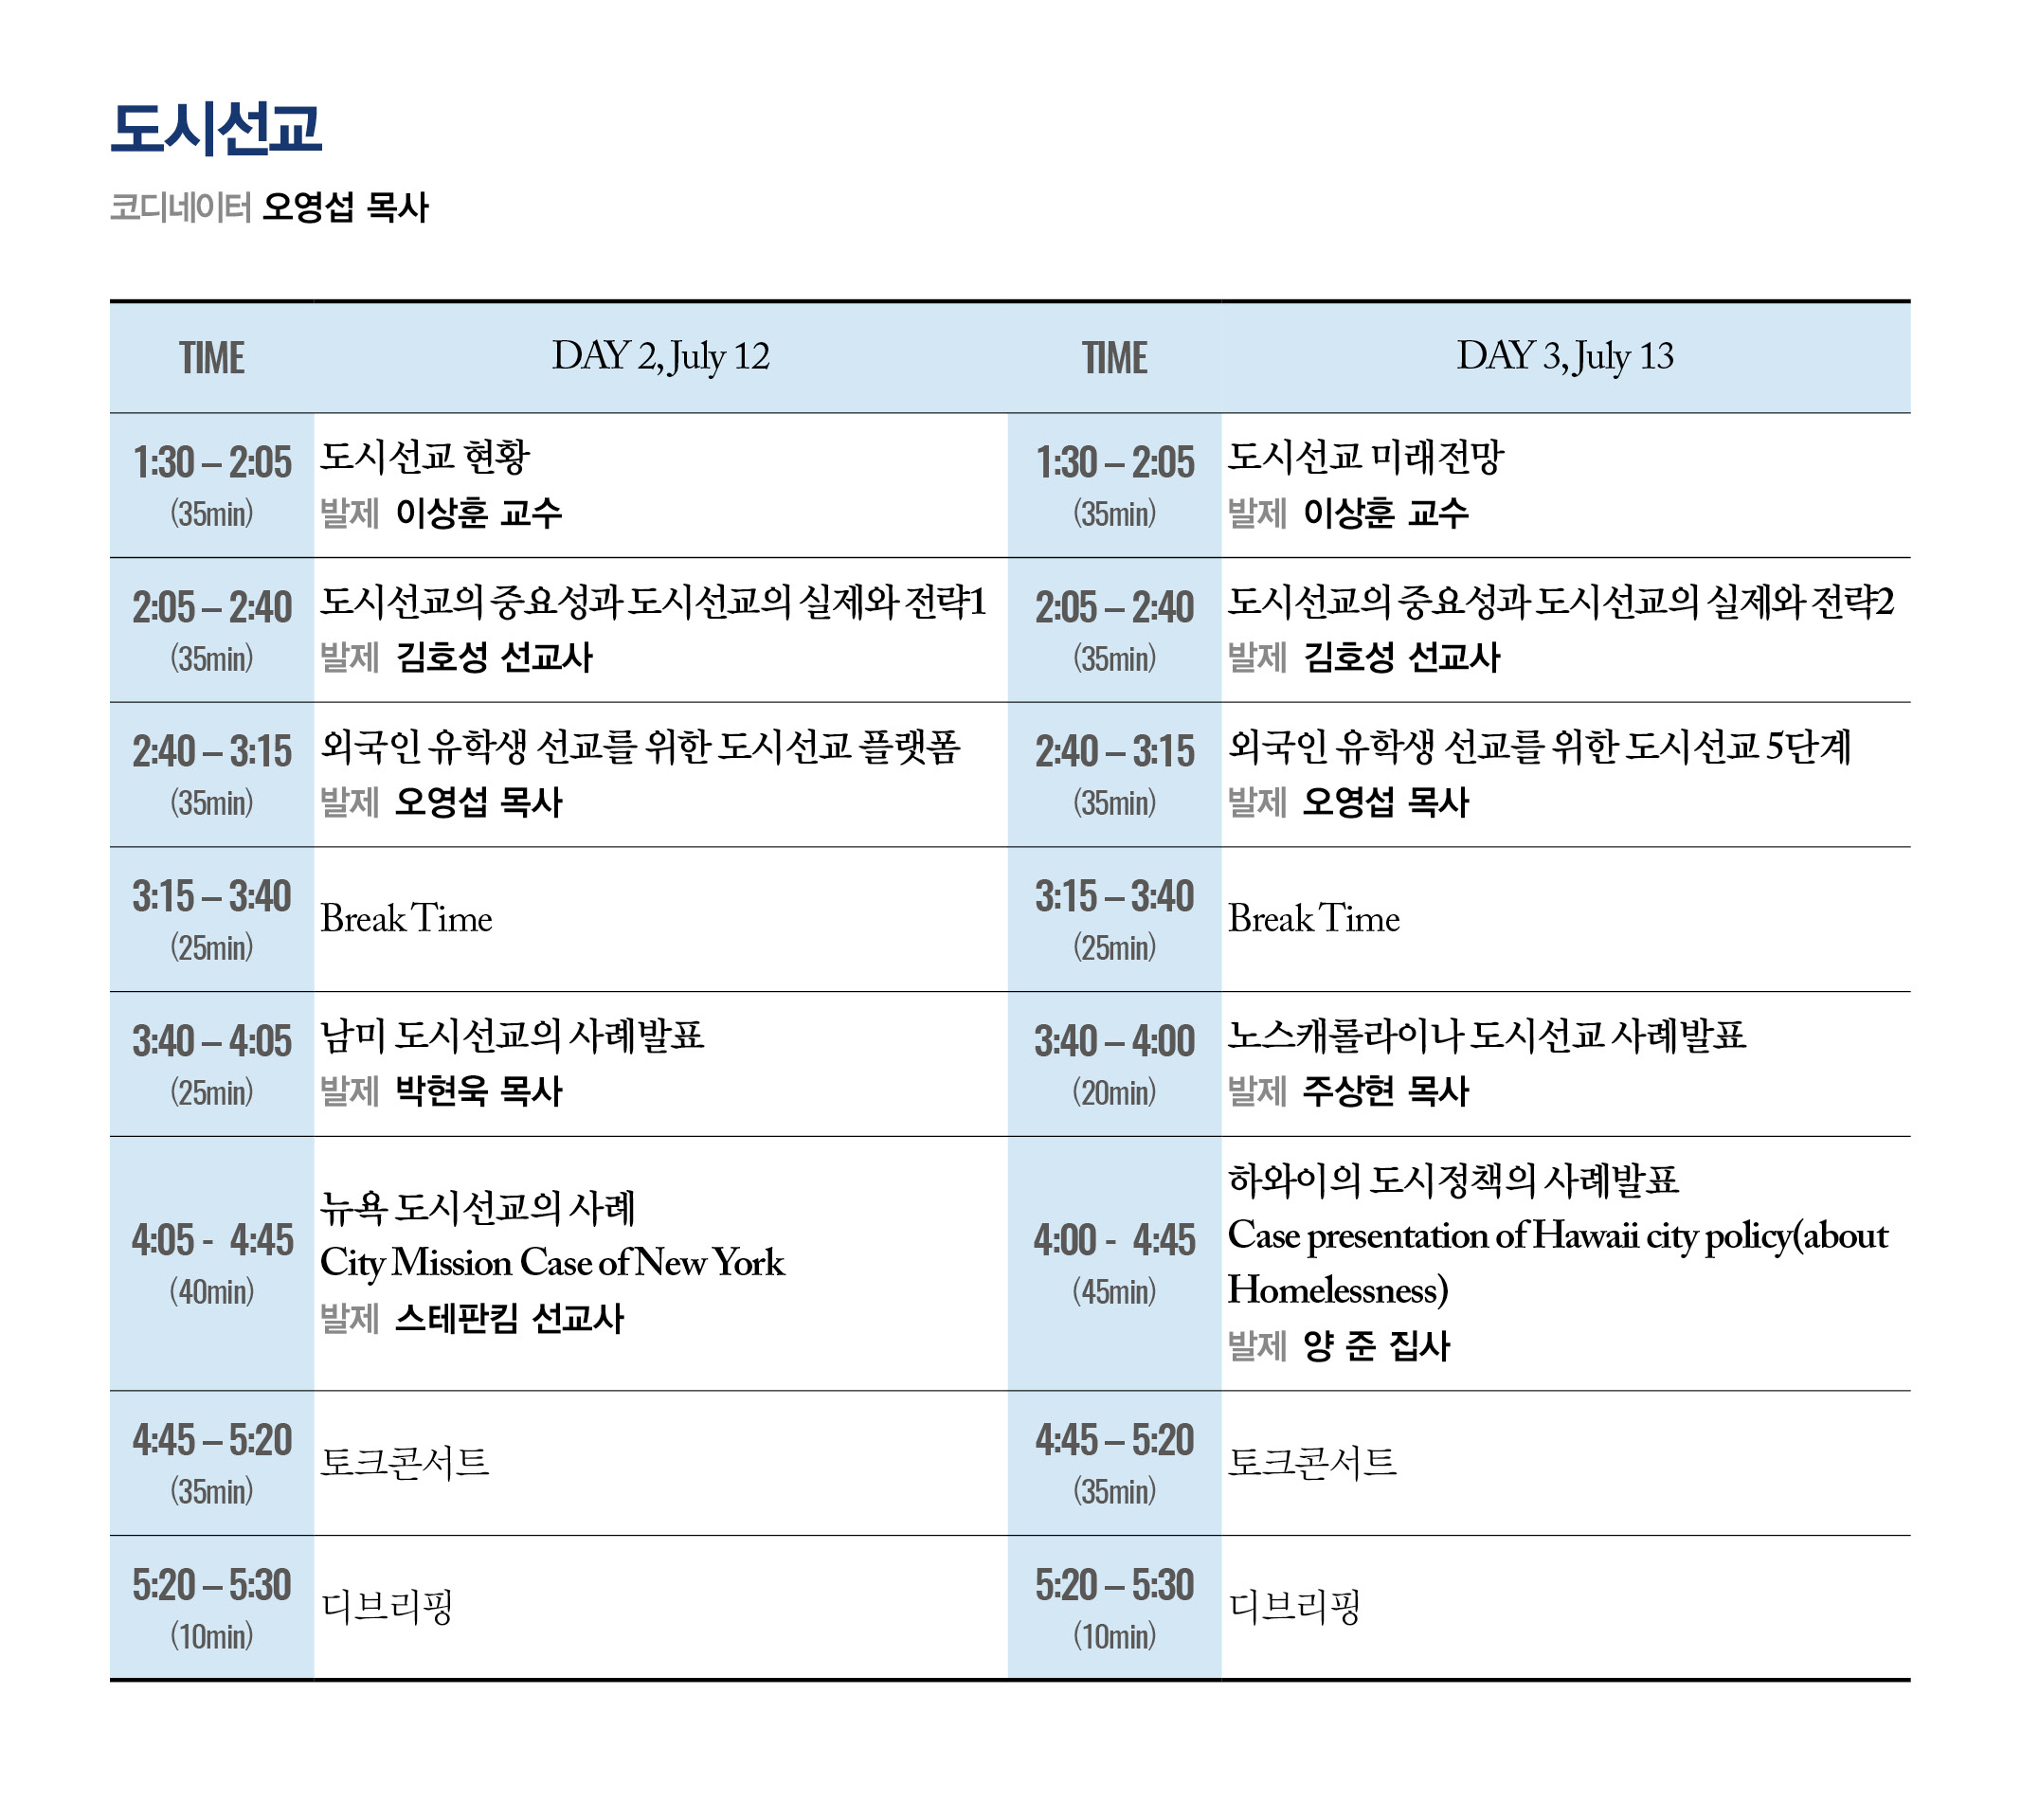 도시선교
코디네이터 오영섭 목사
TIME DAY 2, July 12 TIME DAY 3, July 13
1:30 – 2:05
(35min)
도시선교 현황
발제 이상훈 교수
1:30 – 2:05
(35min)
도시선교 미래전망
발제 이상훈 교수
2:05 – 2:40
(35min)
도시선교의 중요성과 도시선교의 실제와 전략1
발제 김호성 선교사
2:05 – 2:40
(35min)
도시선교의 중요성과 도시선교의 실제와 전략2
발제 김호성 선교사
2:40 – 3:15
(35min)
외국인 유학생 선교를 위한 도시선교 플랫폼
발제 오영섭 목사
2:40 – 3:15
(35min)
외국인 유학생 선교를 위한 도시선교 5단계
발제 오영섭 목사
3:15 – 3:40
(25min)
Break Time
3:15 – 3:40
(25min)
Break Time
3:40 – 4:05
(25min)
남미 도시선교의 사례발표
발제 박현욱 목사
3:40 – 4:00
(20min)
노스캐롤라이나 도시선교 사례발표
발제 주상현 목사
4:05 - 4:45
(40min)
뉴욕 도시선교의 사례
City Mission Case of New York
발제 스테판킴 선교사
4:00 - 4:45
(45min)
하와이의 도시정책의 사례발표
Case presentation of Hawaii city policy(about
Homelessness)
발제 양 준 집사
4:45 – 5:20
(35min)
토크콘서트
4:45 – 5:20
(35min)
토크콘서트
5:20 – 5:30
(10min)
디브리핑
5:20 – 5:30
(10min)
디브리핑